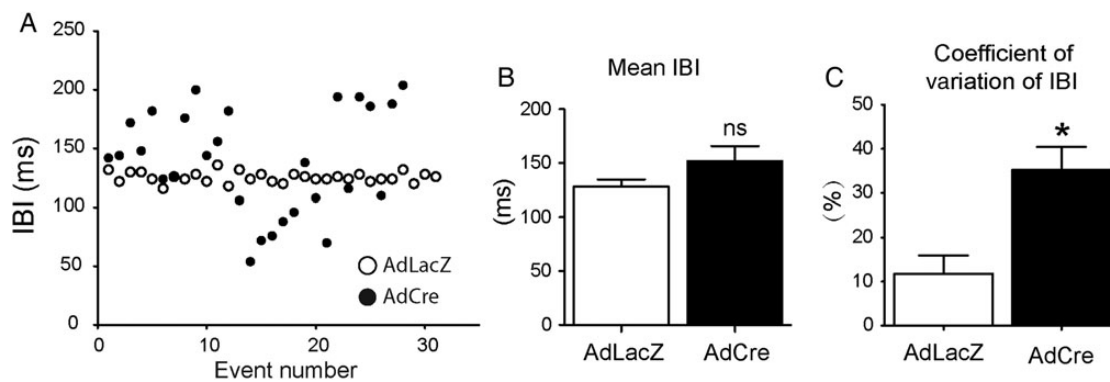 A
IBI (ms)
250
200
150
100
50
0
0
10
20
30
Event number
AdLacZ
AdCre
B
Mean IBI
(ms)
200
150
100
50
0
ns
AdLacZ
AdCre
C
Coefficient of
variation of IBI
(%)
50
40
30
20
10
0
*
AdLacZ
AdCre